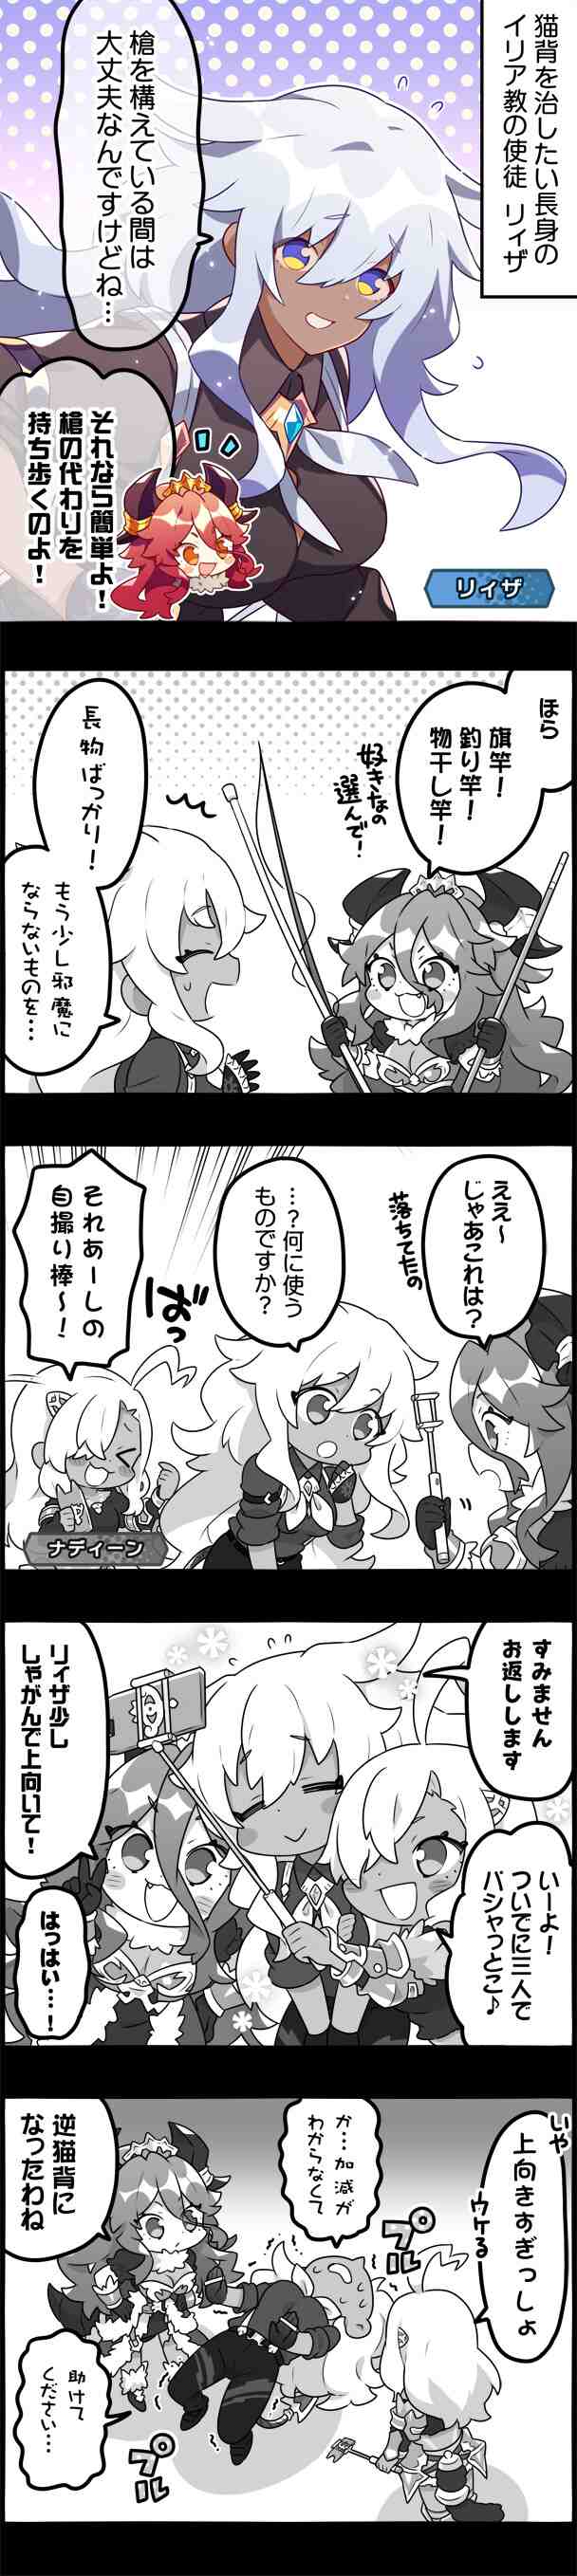 猫背を治したい長身の
イリア教の使徒 リィザ
槍を構えている間は
大丈夫なんですけどね…
それなら簡単よ！
槍の代わりを
持ち歩くのよ！
リィザ
ほら
旗竿！
釣り竿！
物干し竿！
好きなの
選んで！
長物ばっかり！
もう少し邪魔に
ならないものを…
ええ～
じゃあこれは？
落ちてたの
…？何に使う
ものですか？
ばっ
それあーしの
自撮り棒～！
ナディーン
すみません
お返しします
いーよ！
ついでに三人で
パシャっとこ♪
リィザ少し
しゃがんで上向いて！
はっはい…！
いや
上向きすぎっしょ
ウケる
か…加減が
わからなくて
プルプル
逆猫背に
なったわね
助けて
ください…
プルプル